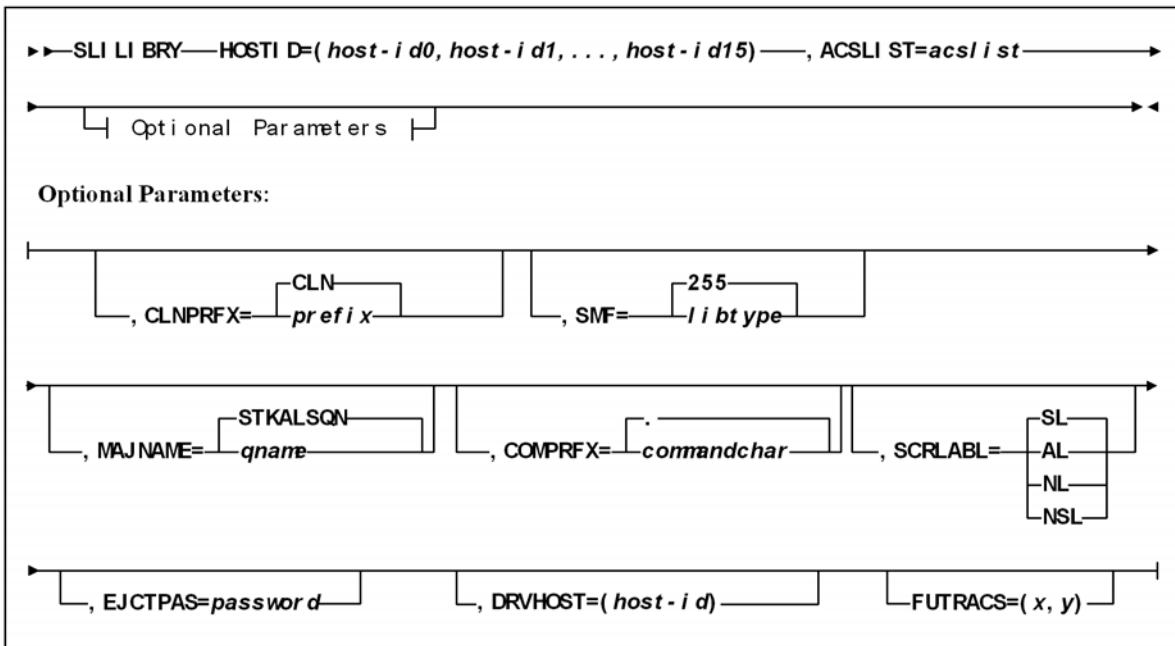 SLILIBRY HOSTID=(host-id0,host-id1,...,host-id15) ,ACSLIST=acslist
Optional Parameters
Optional Parameters:
CLN
,CLNPRFX= prefix
255
,SMF= libtype
STKALSQN
,MAJNAME= qname
.
,COMPRFX= commandchar
SL
,SCRLABL= AL
NL
NSL
,EJCTPAS=password ,DRVHOST=(host-id) FUTRACS=(x,y)